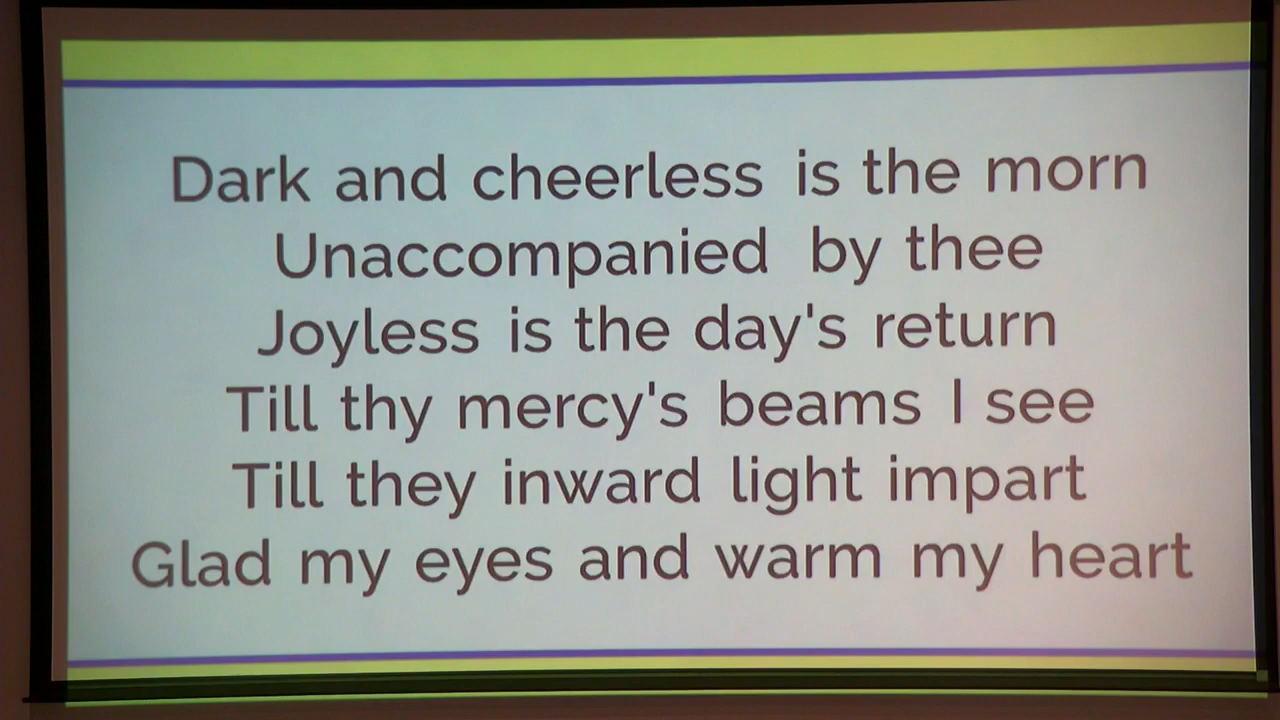 Dark and cheerless is the morn
Unaccompanied by thee
Joyless is the day's return
Till thy mercy's beams I see
Till they inward light impart
Glad my eyes and warm my heart